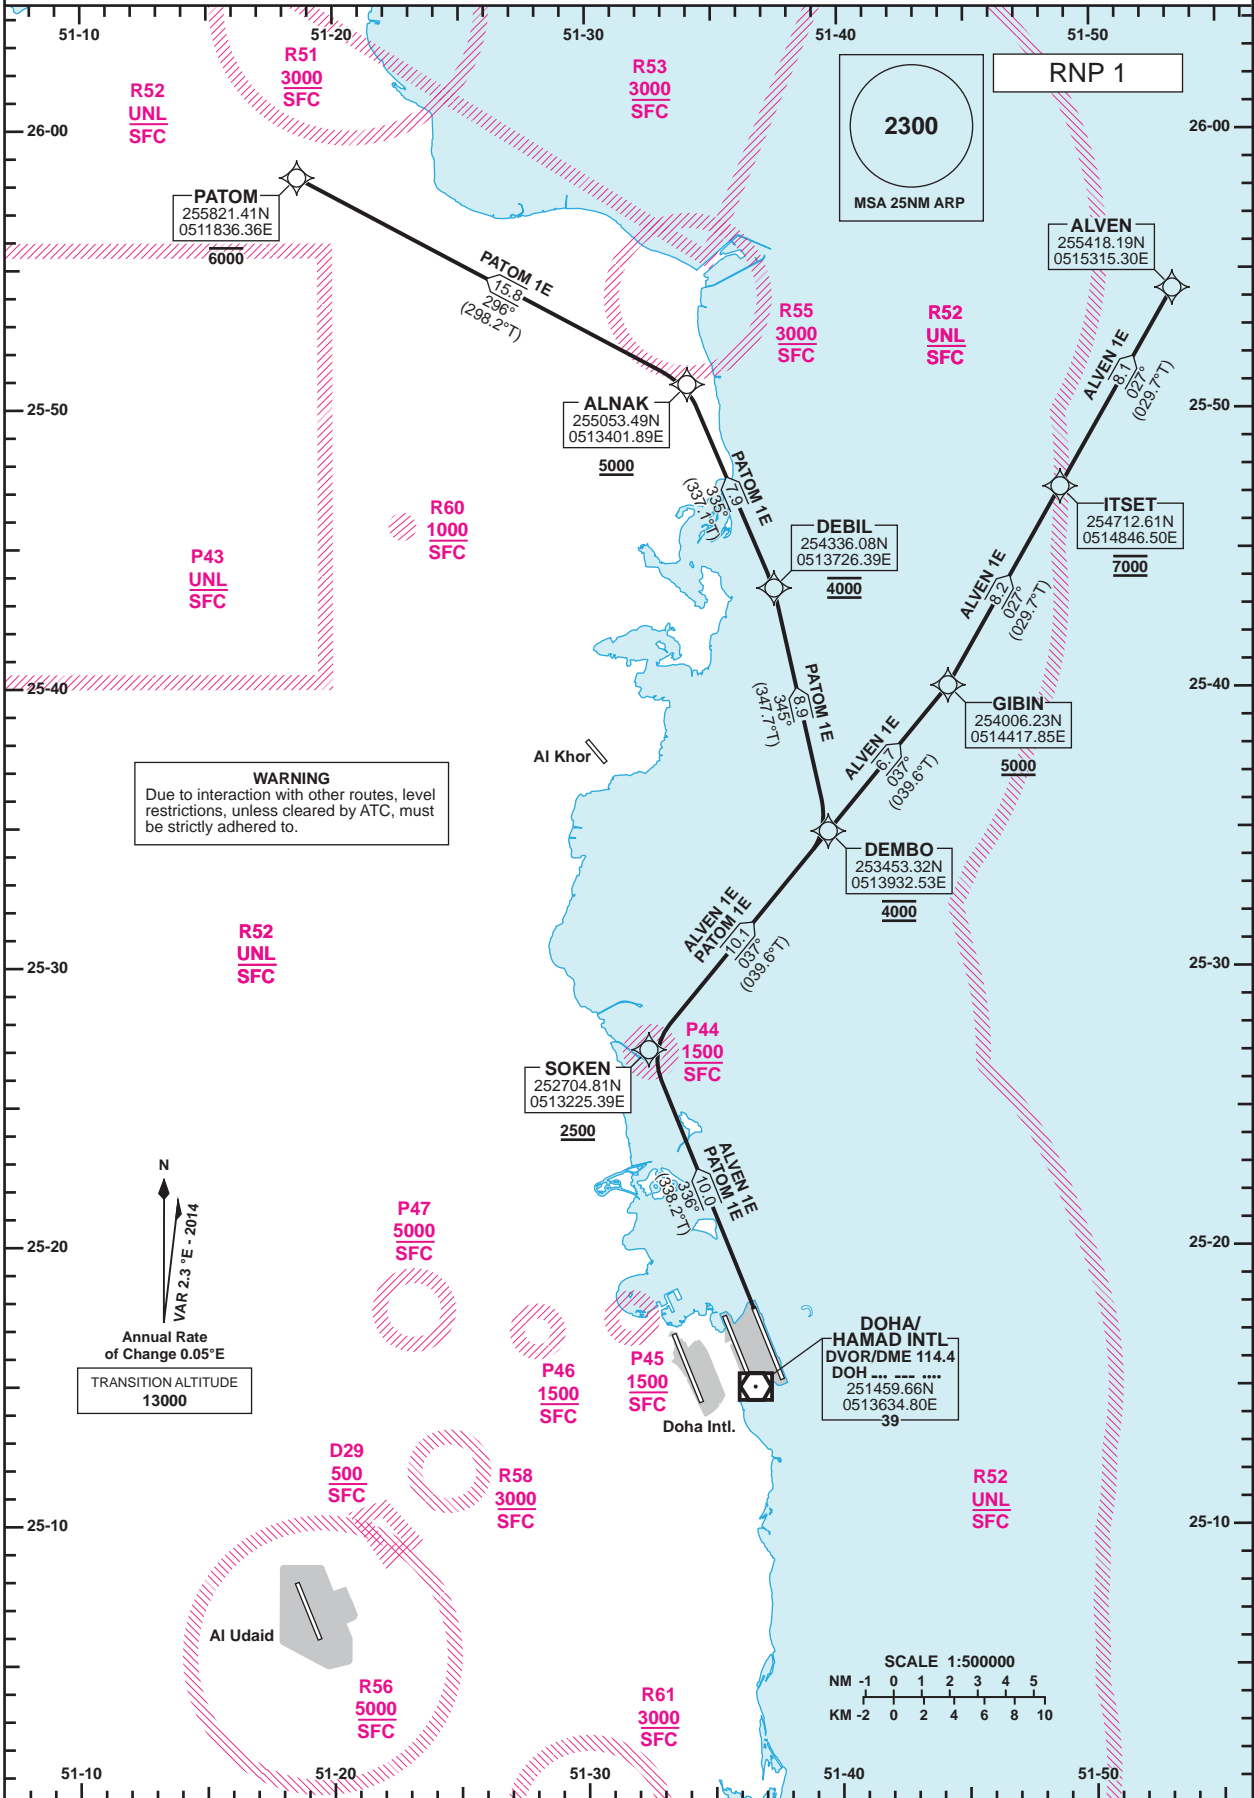 51-10
51-20
51-30
51-40
51-50
RNP 1
R51
3000
SFC
R53
3000
SFC
R52
UNL
SFC
26-00
26-00
2300
MSA 25NM ARP
PATOM
255821.41N
0511836.36E
6000
ALVEN
255418.19N
0515315.30E
PATOM 1E
15.8
296°
(298.2°T)
R55
3000
SFC
R52
UNL
SFC
ALVEN 1E
8.1
027°
(029.7°T)
25-50
25-50
ALNAK
255053.49N
0513401.89E
5000
PATOM 1E
7.9
335°
(337.1°T)
R60
1000
SFC
DEBIL
254336.08N
0513726.39E
4000
ITSET
254712.61N
0514846.50E
7000
P43
UNL
SFC
ALVEN 1E
8.2
027°
(029.7°T)
25-40
25-40
PATOM 1E
8.9
345°
(347.7°T)
GIBIN
254006.23N
0514417.85E
5000
ALVEN 1E
6.7
037°
(039.6°T)
Al Khor
WARNING
Due to interaction with other routes, level
restrictions, unless cleared by ATC, must
be strictly adhered to.
DEMBO
253453.32N
0513932.53E
4000
ALVEN 1E
PATOM 1E
10.1
037°
(039.6°T)
R52
UNL
SFC
25-30
25-30
P44
1500
SFC
SOKEN
252704.81N
0513225.39E
2500
ALVEN 1E
PATOM 1E
10.0
336°
(338.2°T)
N
VAR 2.3 °E - 2014
Annual Rate
of Change 0.05°E
P47
5000
SFC
25-20
25-20
TRANSITION ALTITUDE
13000
P46
1500
SFC
P45
1500
SFC
Doha Intl.
DOHA/
HAMAD INTL
DVOR/DME 114.4
DOH -.. --- ....
251459.66N
0513634.80E
39
D29
500
SFC
R58
3000
SFC
R52
UNL
SFC
25-10
25-10
Al Udaid
R56
5000
SFC
R61
3000
SFC
SCALE 1:500000
NM -1 0 1 2 3 4 5
KM -2 0 2 4 6 8 10
51-10
51-20
51-30
51-40
51-50